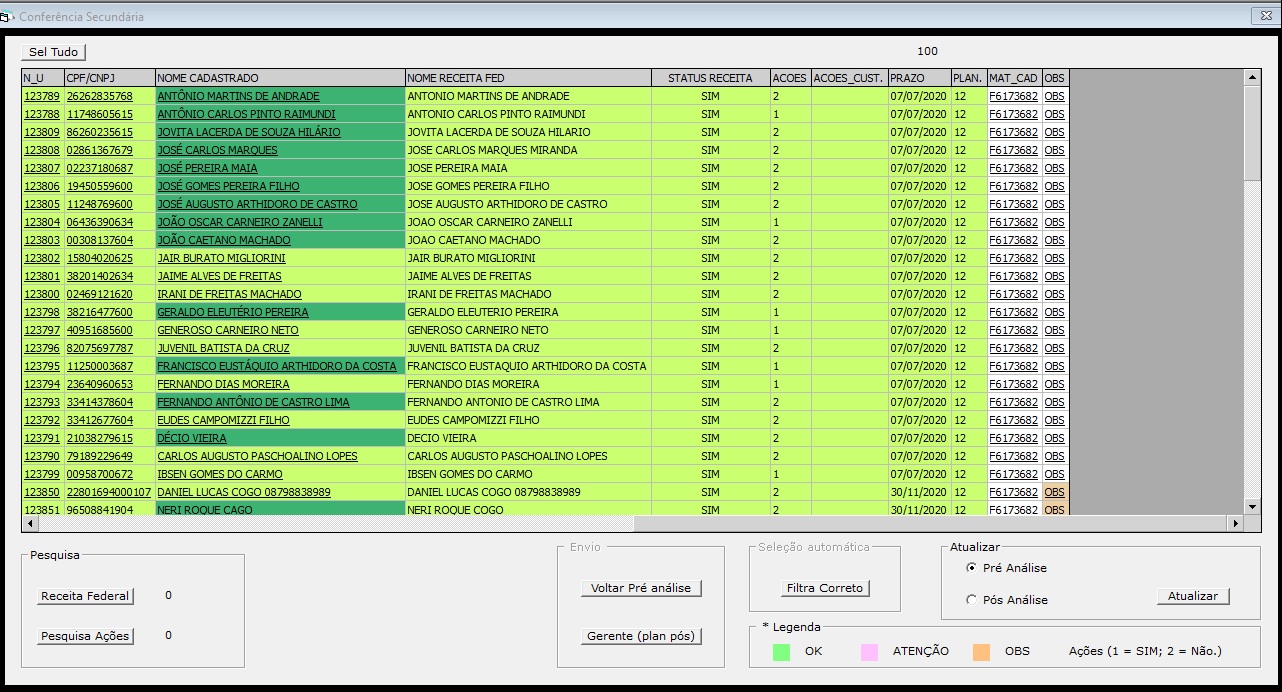 Conferência Secundária
Sel Tudo 100
N_U CPF/CNPJ NOME CADASTRADO NOME RECEITA FED STATUS RECEITA ACOES ACOES_CUST. PRAZO PLAN. MAT_CAD OBS
123789 26262835768 ANTÔNIO MARTINS DE ANDRADE ANTONIO MARTINS DE ANDRADE SIM 2 07/07/2020 12 F6173682 OBS
123788 11748605615 ANTÔNIO CARLOS PINTO RAIMUNDI ANTONIO CARLOS PINTO RAIMUNDI SIM 1 07/07/2020 12 F6173682 OBS
123809 86260235615 JOVITA LACERDA DE SOUZA HILÁRIO JOVITA LACERDA DE SOUZA HILARIO SIM 2 07/07/2020 12 F6173682 OBS
123808 02861367679 JOSÉ CARLOS MARQUES JOSE CARLOS MARQUES MIRANDA SIM 2 07/07/2020 12 F6173682 OBS
123807 02237180687 JOSÉ PEREIRA MAIA JOSE PEREIRA MAIA SIM 2 07/07/2020 12 F6173682 OBS
123806 19450559600 JOSÉ GOMES PEREIRA FILHO JOSE GOMES PEREIRA FILHO SIM 2 07/07/2020 12 F6173682 OBS
123805 11248769600 JOSÉ AUGUSTO ARTHIDORO DE CASTRO JOSE AUGUSTO ARTHIDORO DE CASTRO SIM 2 07/07/2020 12 F6173682 OBS
123804 06436390634 JOÃO OSCAR CARNEIRO ZANELLI JOAO OSCAR CARNEIRO ZANELLI SIM 1 07/07/2020 12 F6173682 OBS
123803 00308137604 JOÃO CAETANO MACHADO JOAO CAETANO MACHADO SIM 2 07/07/2020 12 F6173682 OBS
123802 15804020625 JAIR BURATO MIGLIORINI JAIR BURATO MIGLIORINI SIM 2 07/07/2020 12 F6173682 OBS
123801 38201402634 JAIME ALVES DE FREITAS JAIME ALVES DE FREITAS SIM 2 07/07/2020 12 F6173682 OBS
123800 02469121620 IRANI DE FREITAS MACHADO IRANI DE FREITAS MACHADO SIM 2 07/07/2020 12 F6173682 OBS
123798 38216477600 GERALDO ELEUTÉRIO PEREIRA GERALDO ELEUTERIO PEREIRA SIM 1 07/07/2020 12 F6173682 OBS
123797 40951685600 GENEROSO CARNEIRO NETO GENEROSO CARNEIRO NETO SIM 1 07/07/2020 12 F6173682 OBS
123796 82075697787 JUVENIL BATISTA DA CRUZ JUVENIL BATISTA DA CRUZ SIM 2 07/07/2020 12 F6173682 OBS
123795 11250003687 FRANCISCO EUSTÁQUIO ARTHIDORO DA COSTA FRANCISCO EUSTAQUIO ARTHIDORO DA COSTA SIM 1 07/07/2020 12 F6173682 OBS
123794 23640960653 FERNANDO DIAS MOREIRA FERNANDO DIAS MOREIRA SIM 1 07/07/2020 12 F6173682 OBS
123793 33414378604 FERNANDO ANTÔNIO DE CASTRO LIMA FERNANDO ANTONIO DE CASTRO LIMA SIM 2 07/07/2020 12 F6173682 OBS
123792 33412677604 EUDES CAMPOMIZZI FILHO EUDES CAMPOMIZZI FILHO SIM 2 07/07/2020 12 F6173682 OBS
123791 21038279615 DÉCIO VIEIRA DECIO VIEIRA SIM 2 07/07/2020 12 F6173682 OBS
123790 79189229649 CARLOS AUGUSTO PASCHOALINO LOPES CARLOS AUGUSTO PASCHOALINO LOPES SIM 2 07/07/2020 12 F6173682 OBS
123799 00958700672 IBSEN GOMES DO CARMO IBSEN GOMES DO CARMO SIM 1 07/07/2020 12 F6173682 OBS
123850 22801694000107 DANIEL LUCAS COGO 08798838989 DANIEL LUCAS COGO 08798838989 SIM 2 30/11/2020 12 F6173682 OBS
123851 96508841904 NERI ROQUE CAGO NERI ROQUE COGO SIM 2 30/11/2020 12 F6173682 OBS
Pesquisa
Receita Federal 0
Pesquisa Ações 0
Envio
Voltar Pré análise
Gerente (plan pós)
Seleção automática
Filtra Correto
Atualizar
Pré Análise
Pós Análise
Atualizar
* Legenda
OK ATENÇÃO OBS Ações (1 = SIM; 2 = Não.)